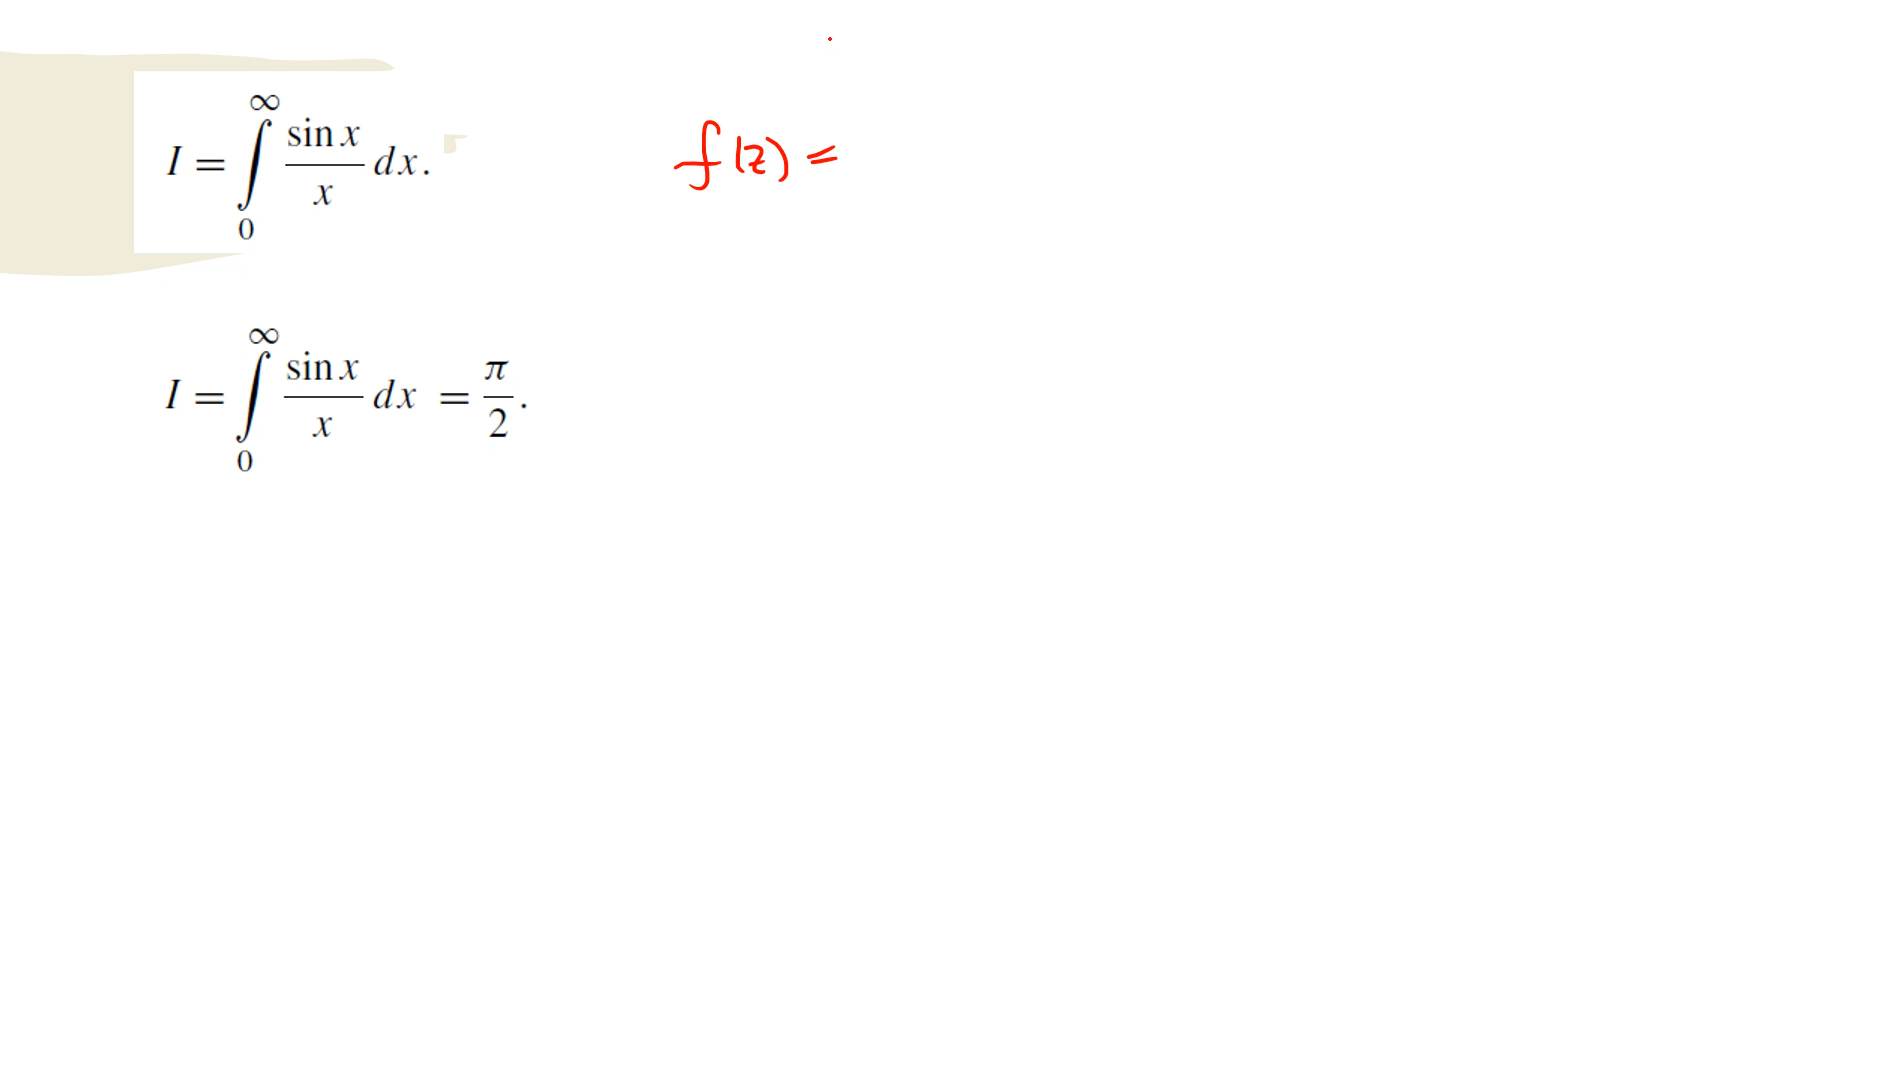 I = ∫₀^∞ (sin x)/x dx.
f(z) =
I = ∫₀^∞ (sin x)/x dx = π/2.